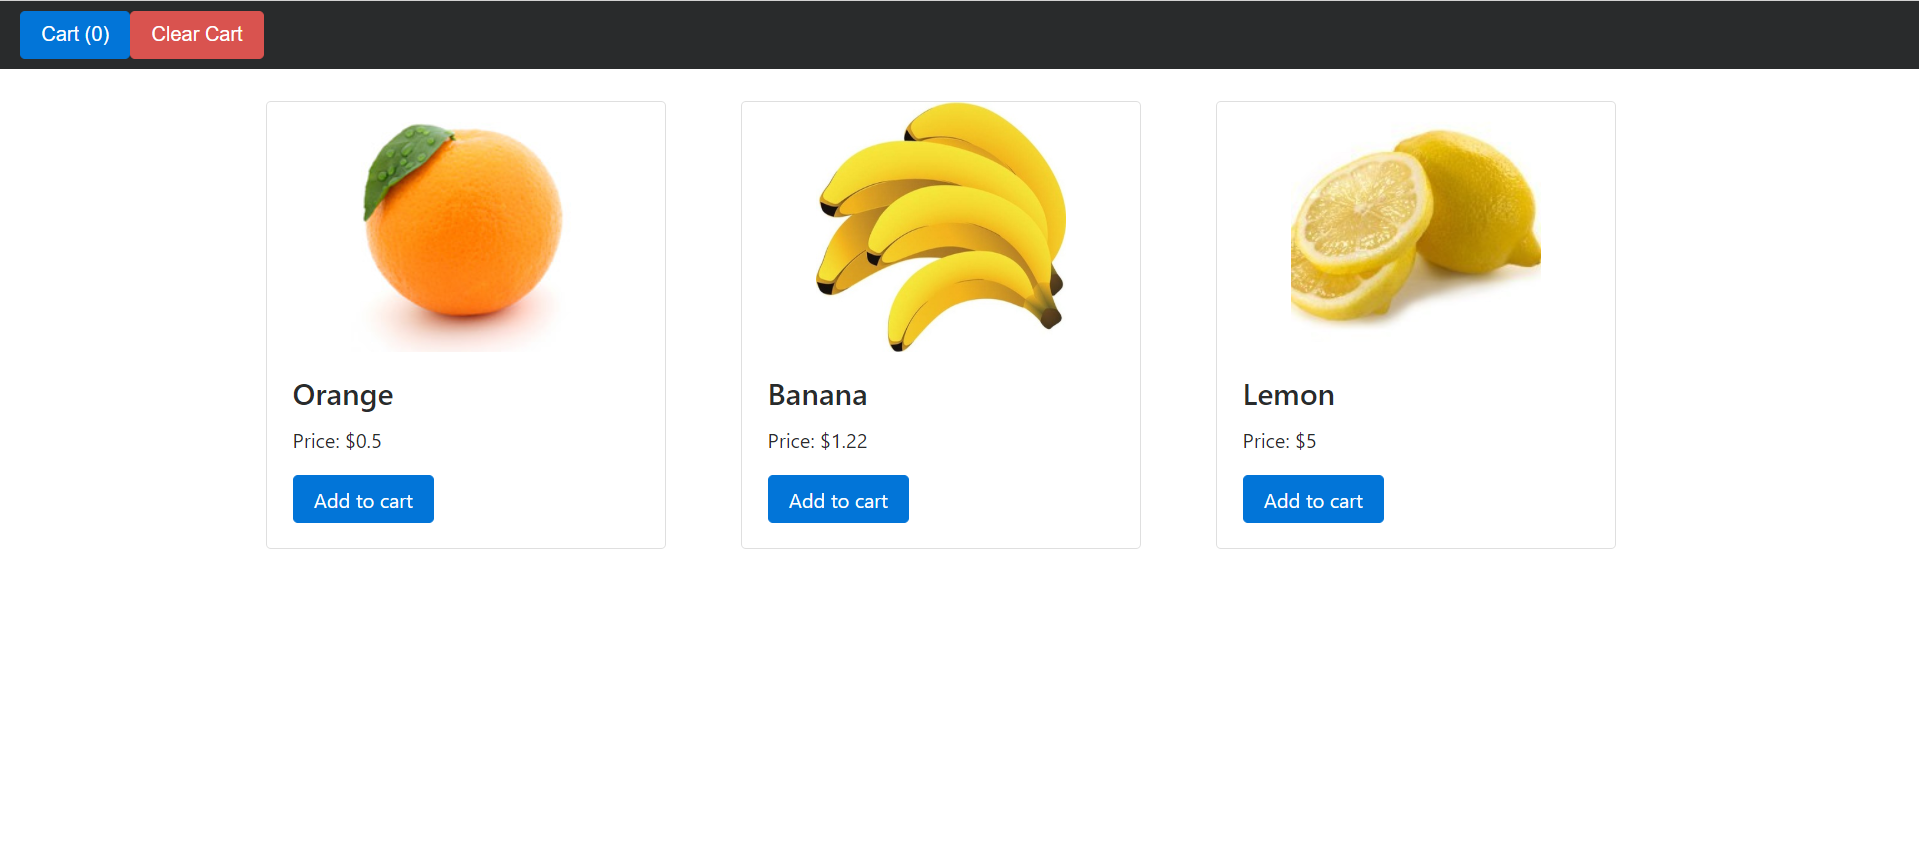 Cart (0) Clear Cart
Orange
Price: $0.5
Add to cart
Banana
Price: $1.22
Add to cart
Lemon
Price: $5
Add to cart